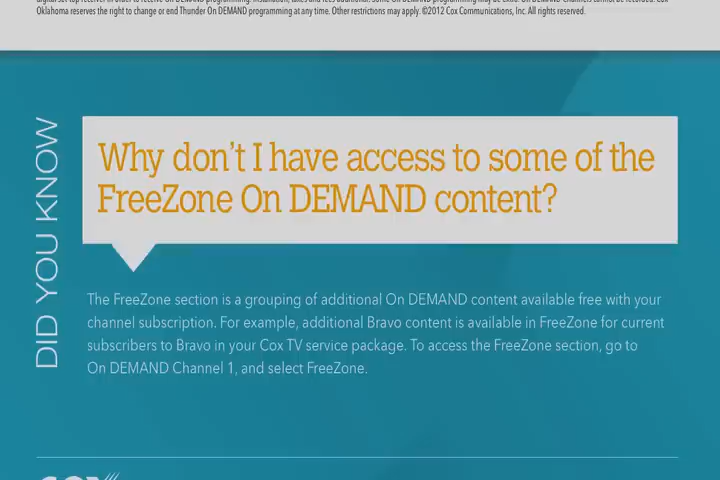 digital set-top receiver in order to receive On DEMAND programming. Installation, taxes and fees additional. Some On DEMAND programming may be extra. On DEMAND Channels cannot be recorded. Cox
Oklahoma reserves the right to change or end Thunder On DEMAND programming at any time. Other restrictions may apply. ©2012 Cox Communications, Inc. All rights reserved.
DID YOU KNOW
Why don't I have access to some of the
FreeZone On DEMAND content?
The FreeZone section is a grouping of additional On DEMAND content available free with your
channel subscription. For example, additional Bravo content is available in FreeZone for current
subscribers to Bravo in your Cox TV service package. To access the FreeZone section, go to
On DEMAND Channel 1, and select FreeZone.
COX